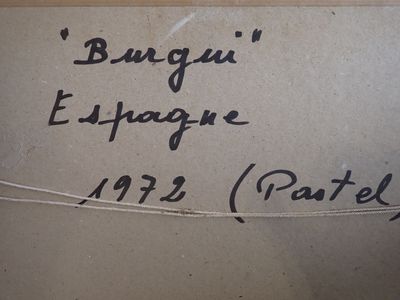 "Burgui"
Espagne
1972 (Pastel)